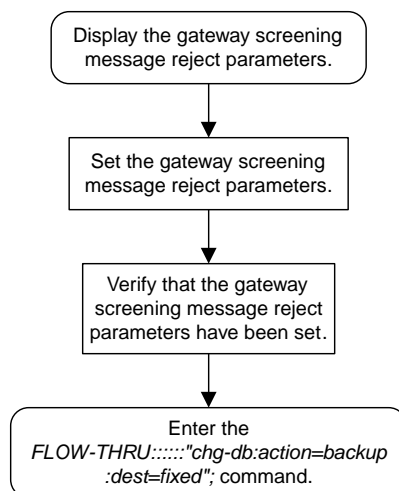 Display the gateway screening
message reject parameters.
Set the gateway screening
message reject parameters.
Verify that the gateway
screening message reject
parameters have been set.
Enter the
FLOW-THRU::::::"chg-db:action=backup
:dest=fixed"; command.